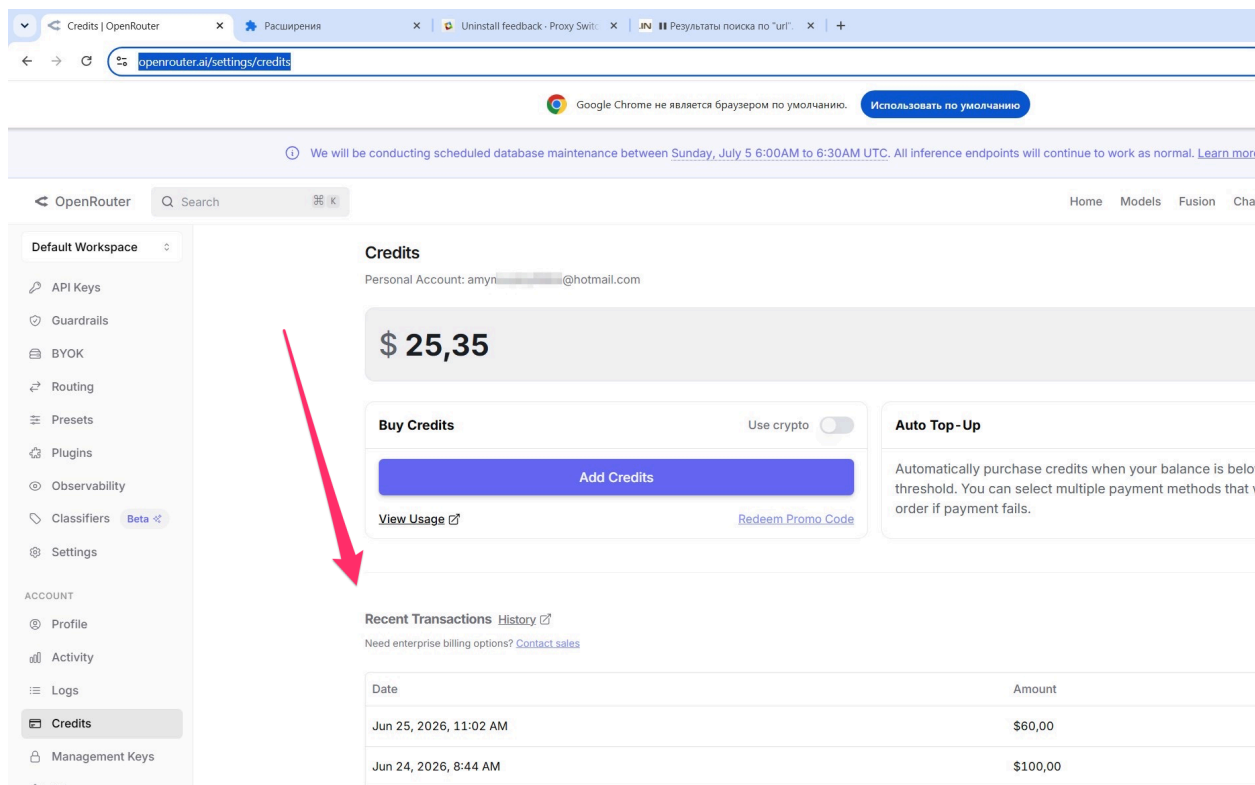 Credits | OpenRouter
Расширения
Uninstall feedback - Proxy Switc
Результаты поиска по "url".
openrouter.ai/settings/credits
Google Chrome не является браузером по умолчанию. Использовать по умолчанию
We will be conducting scheduled database maintenance between Sunday, July 5 6:00AM to 6:30AM UTC. All inference endpoints will continue to work as normal. Learn more
OpenRouter
Search
⌘ K
Home Models Fusion Cha
Default Workspace
API Keys
Guardrails
BYOK
Routing
Presets
Plugins
Observability
Classifiers Beta
Settings
ACCOUNT
Profile
Activity
Logs
Credits
Management Keys
Credits
Personal Account: amyn @hotmail.com
$ 25,35
Buy Credits
Use crypto
Add Credits
View Usage
Redeem Promo Code
Auto Top-Up
Automatically purchase credits when your balance is belo
threshold. You can select multiple payment methods that
order if payment fails.
Recent Transactions History
Need enterprise billing options? Contact sales
Date Amount
Jun 25, 2026, 11:02 AM $60,00
Jun 24, 2026, 8:44 AM $100,00